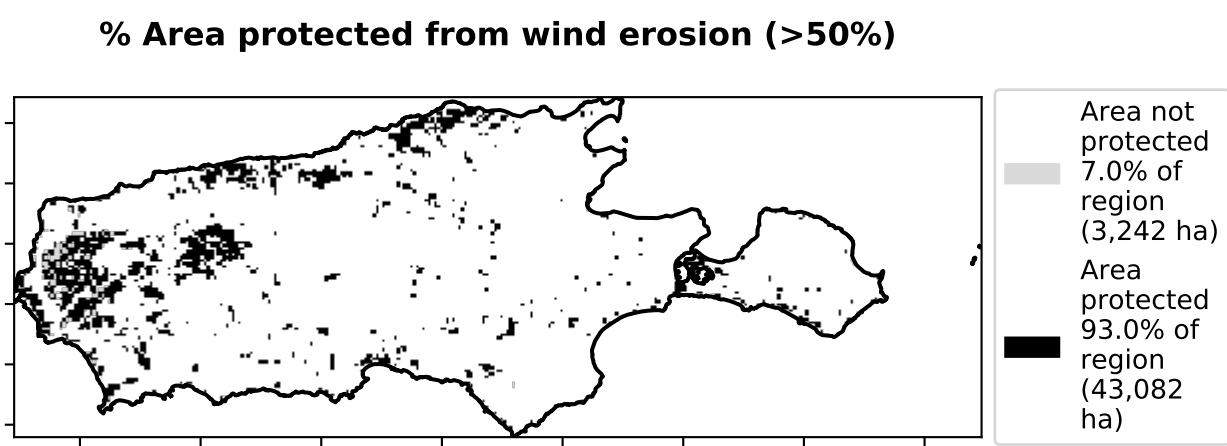 % Area protected from wind erosion (>50%)
Area not
protected
7.0% of
region
(3,242 ha)
Area
protected
93.0% of
region
(43,082
ha)